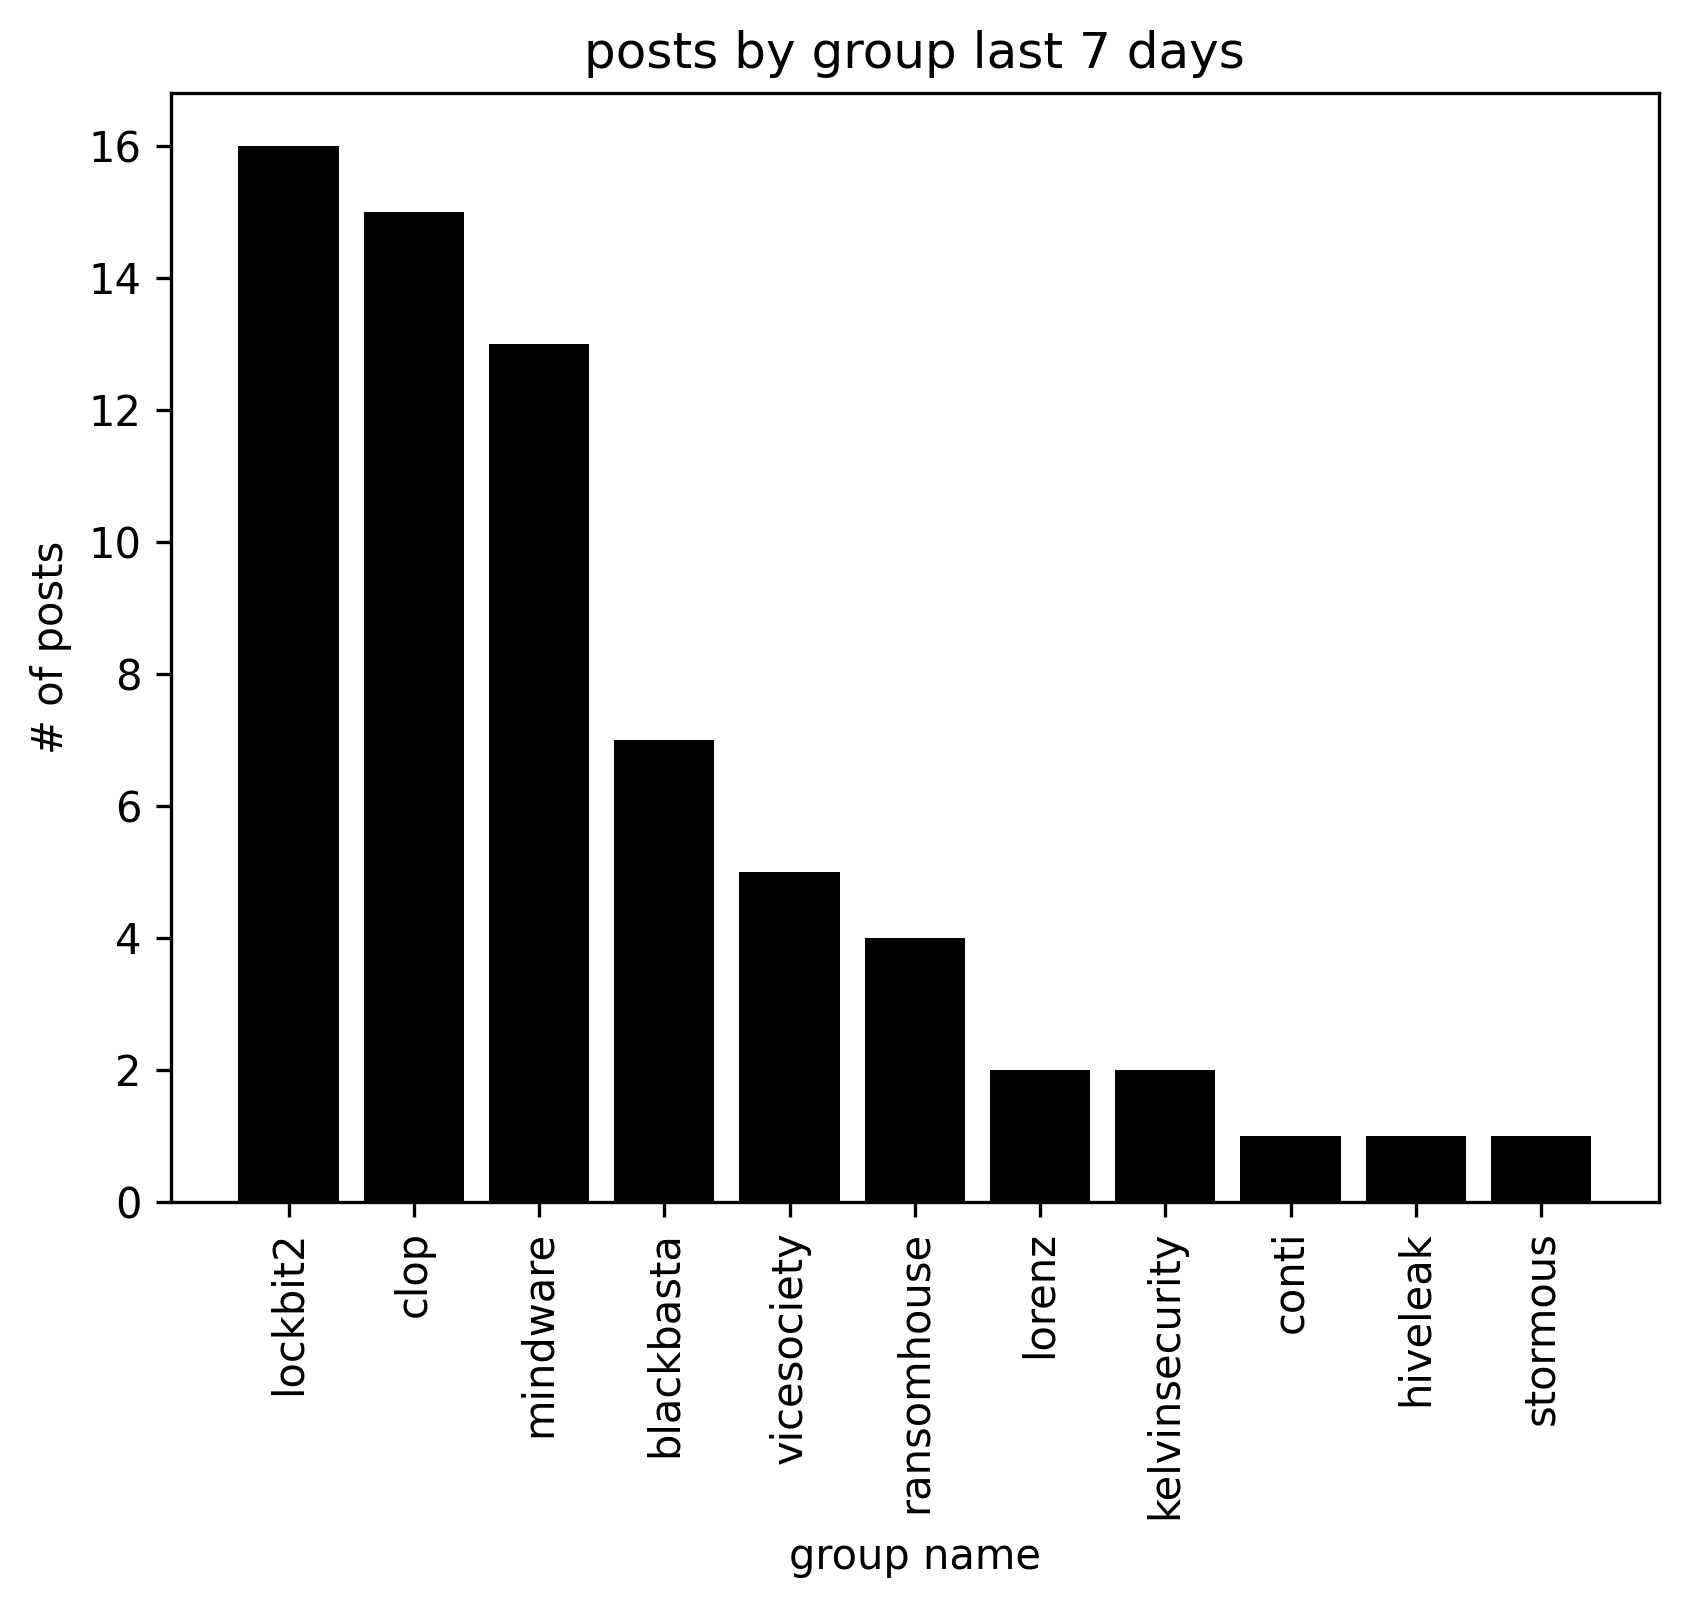 posts by group last 7 days
# of posts
16
14
12
10
8
6
4
2
0
lockbit2
clop
mindware
blackbasta
vicesociety
ransomhouse
lorenz
kelvinsecurity
conti
hiveleak
stormous
group name